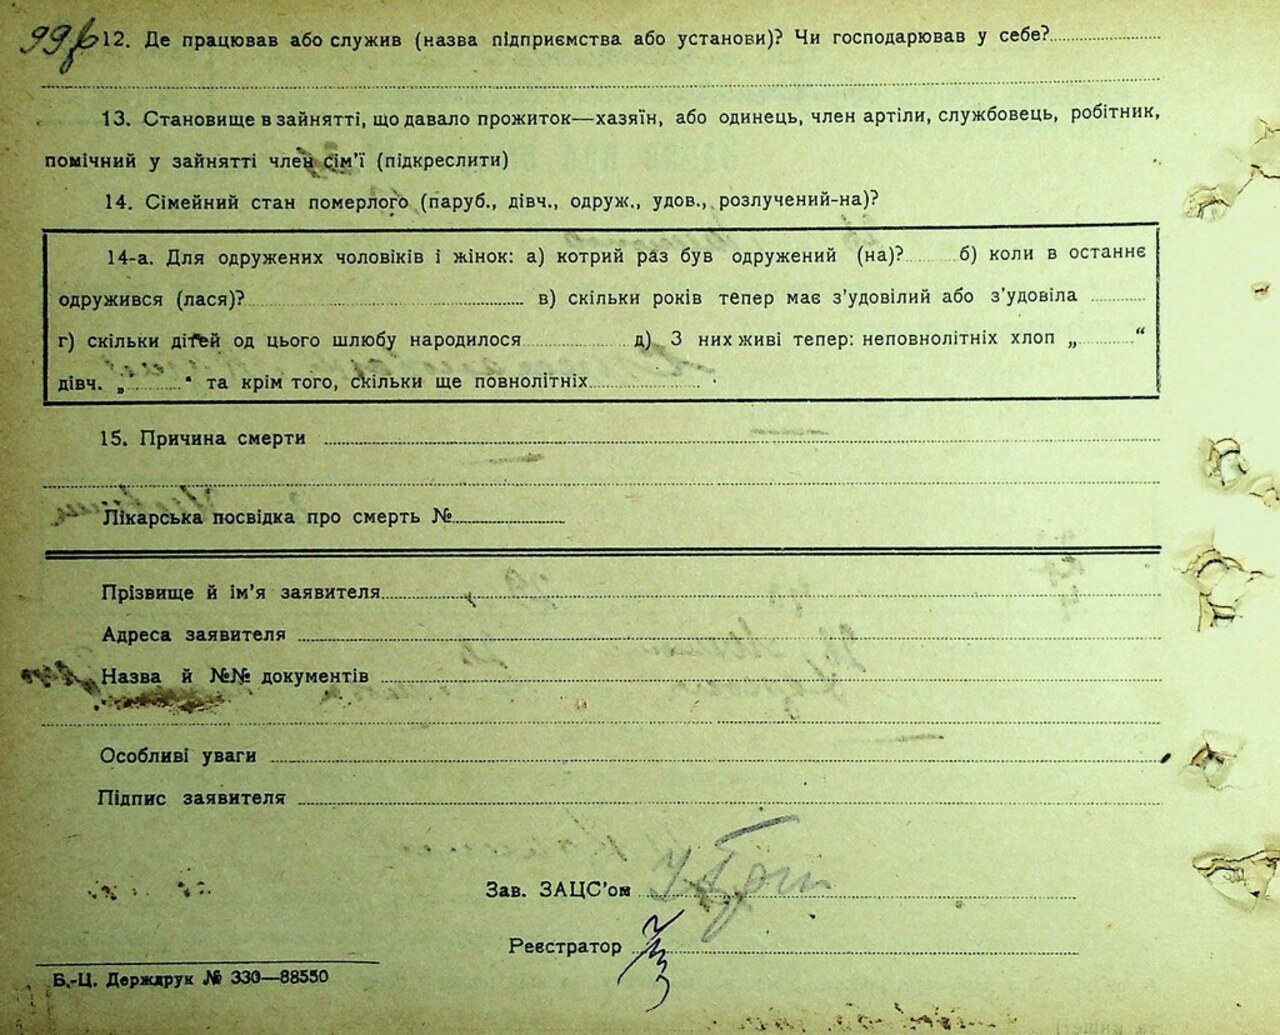 12. Де працював або служив (назва підприємства або установи)? Чи господарював у себе?
13. Становище в зайнятті, що давало прожиток—хазяїн, або одинець, член артіли, службовець, робітник,
помічний у зайнятті член сім'ї (підкреслити)
14. Сімейний стан померлого (паруб., дівч., одруж., удов., розлучений-на)?
14-а. Для одружених чоловіків і жінок: а) котрий раз був одружений (на)? б) коли в останнє
одружився (лася)? в) скільки років тепер має з'удовілий або з'удовіла
г) скільки дітей од цього шлюбу народилося д) З них живі тепер: неповнолітніх хлоп „ “
дівч. „ “ та крім того, скільки ще повнолітніх
15. Причина смерти
Лікарська посвідка про смерть №
Прізвище й ім'я заявителя
Адреса заявителя
Назва й №№ документів
Особливі уваги
Підпис заявителя
Зав. ЗАЦС'ом
Реєстратор
Б.-Ц. Держдрук № 330—88550